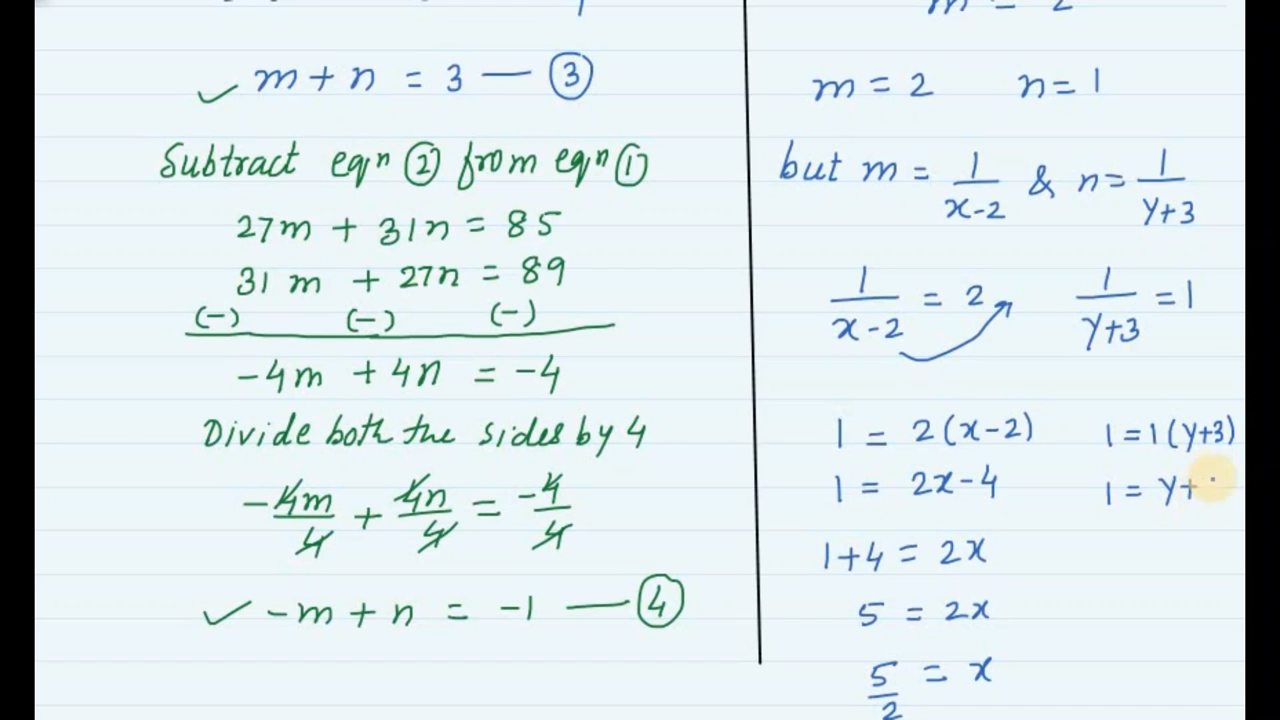 m + n = 3 — ③
Subtract eqn ② from eqn ①
27m + 31n = 85
31m + 27n = 89
(-) (-) (-)
-4m + 4n = -4
Divide both the sides by 4
-4m/4 + 4n/4 = -4/4
-m + n = -1 — ④
m = 2
m = 2 n = 1
but m = 1/x-2 & n = 1/y+3
1/x-2 = 2 1/y+3 = 1
1 = 2(x-2) 1 = 1(y+3)
1 = 2x-4 1 = y+
1+4 = 2x
5 = 2x
5/2 = x